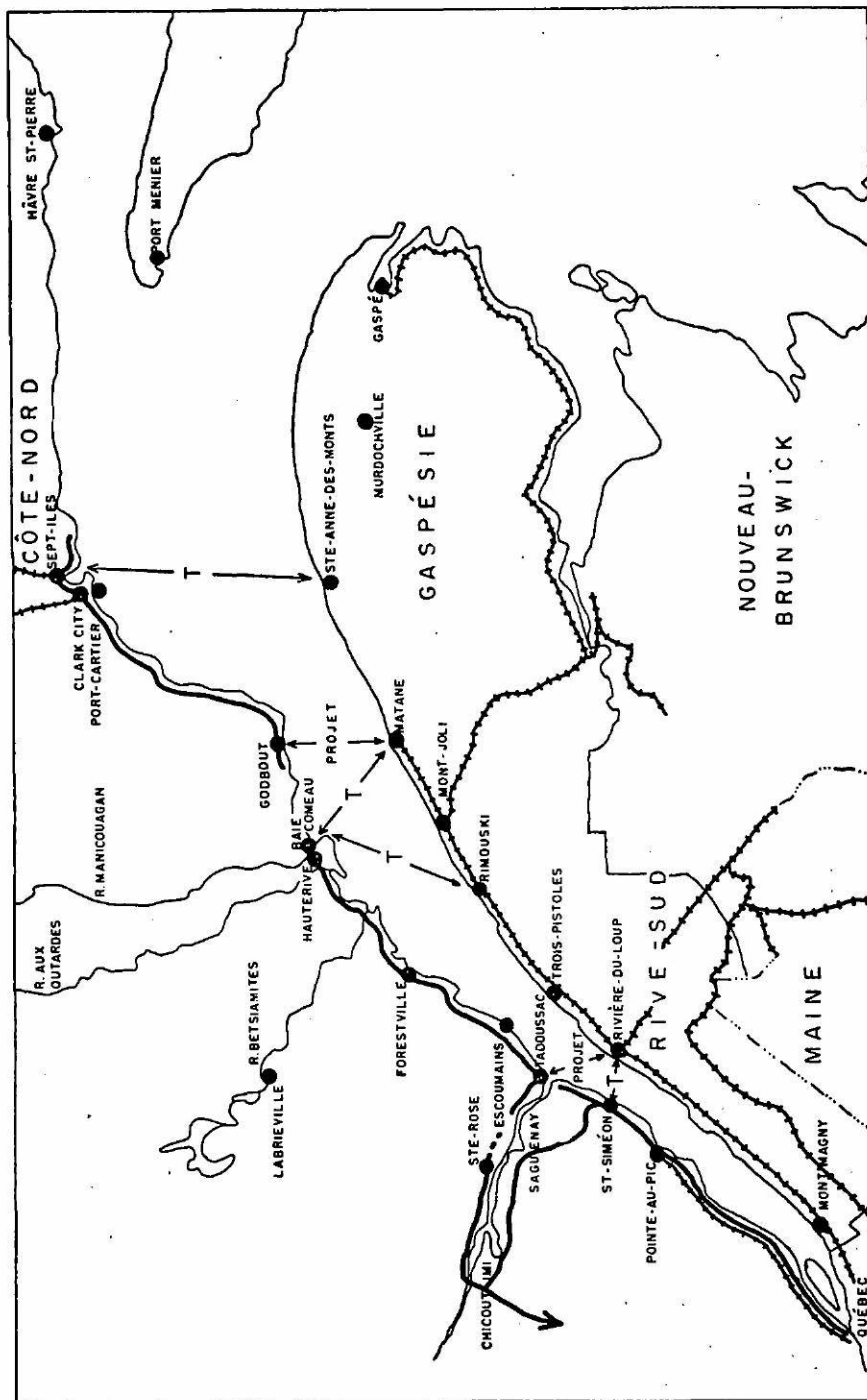 HÂVRE ST-PIERRE
PORT MENIER
CÔTE-NORD
SEPT-ILES
CLARK CITY
PORT-CARTIER
T
STE-ANNE-DES-MONTS
MURDOCHVILLE
GASPÉ
GASPÉSIE
GODBOUT
PROJET
MATANE
MONT-JOLI
R. MANICOUAGAN
R. AUX
OUTARDES
BAIE
COMEAU
HAUTERIVE
T
T
RIMOUSKI
R. BETSIAMITES
LABRIEVILLE
FORESTVILLE
ESCOUMAINS
TADOUSSAC
TROIS-PISTOLES
PROJET
RIVIÈRE-DU-LOUP
RIVE-SUD
NOUVEAU-
BRUNSWICK
MAINE
STE-ROSE
SAGUENAY
CHICOUTIMI
ST-SIMÉON
T
POINTE-AU-PIC
MONTMAGNY
QUÉBEC